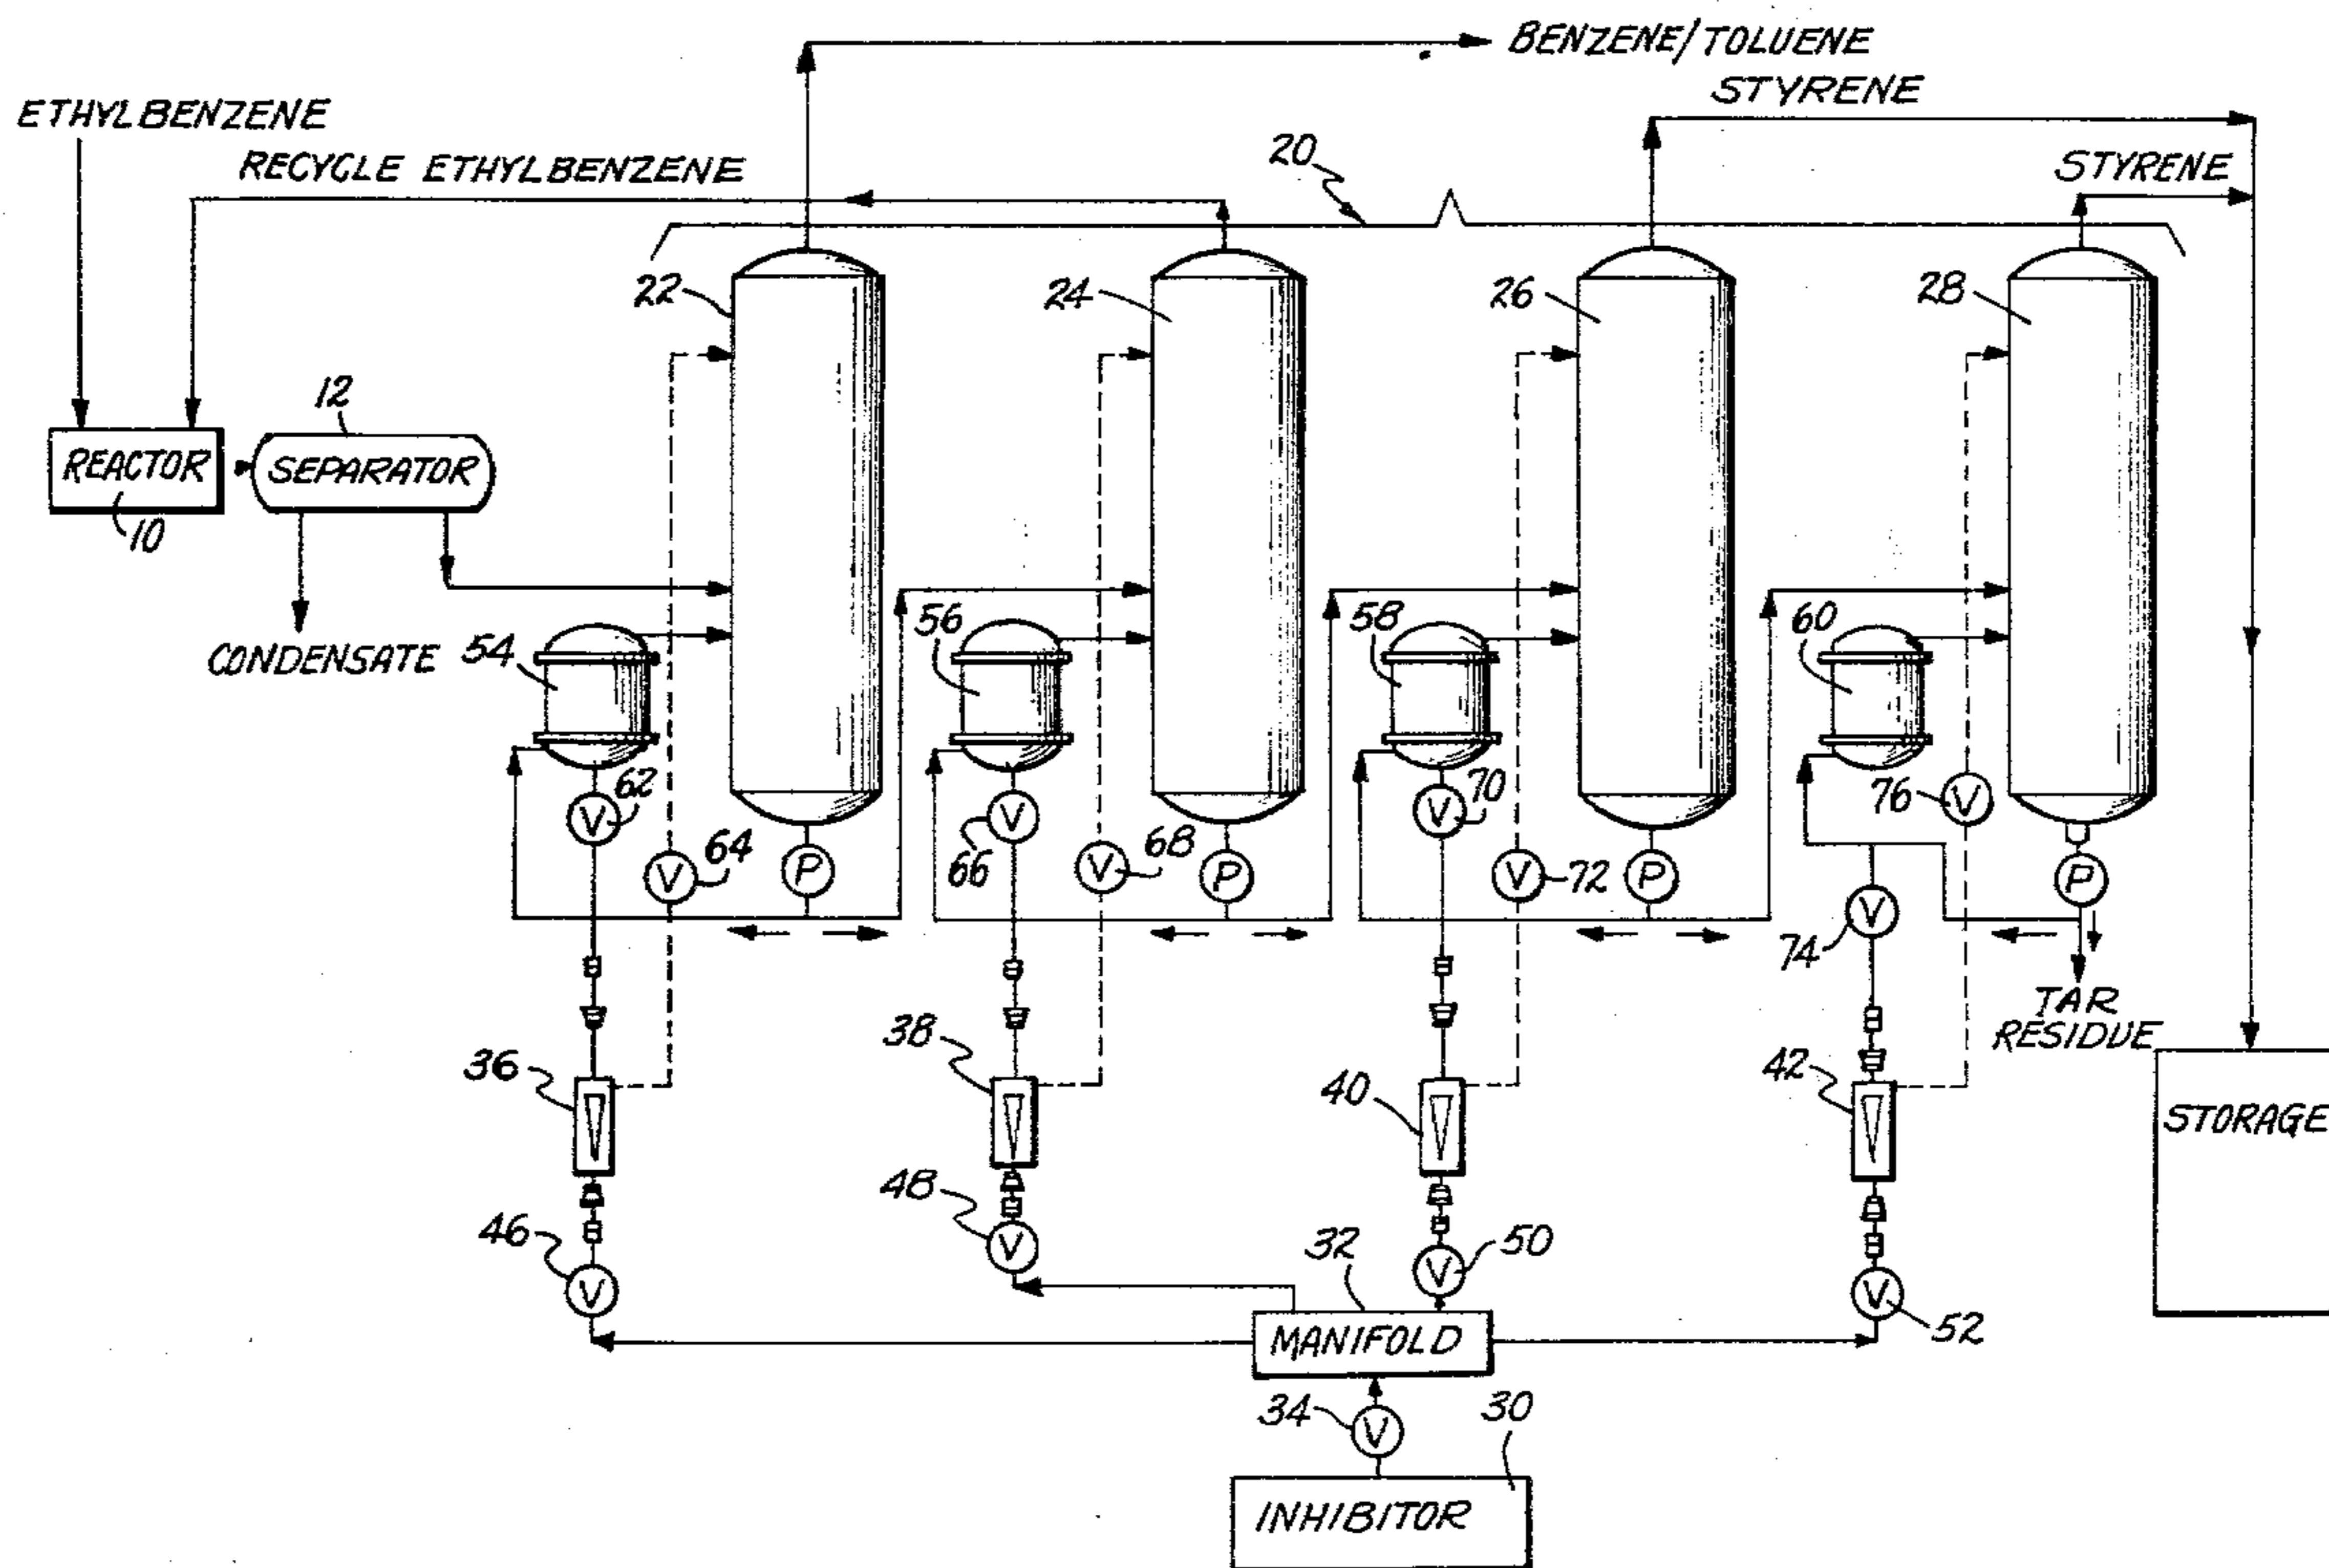 BENZENE/TOLUENE
STYRENE
ETHYLBENZENE
RECYCLE ETHYLBENZENE
20
STYRENE
22
24
26
28
12
REACTOR
SEPARATOR
10
CONDENSATE
54
56
58
60
62
64
66
68
70
72
74
76
V
V
V
V
V
V
V
V
P
P
P
P
TAR
RESIDUE
36
38
40
42
STORAGE
46
48
50
52
V
V
V
V
32
MANIFOLD
34
V
30
INHIBITOR